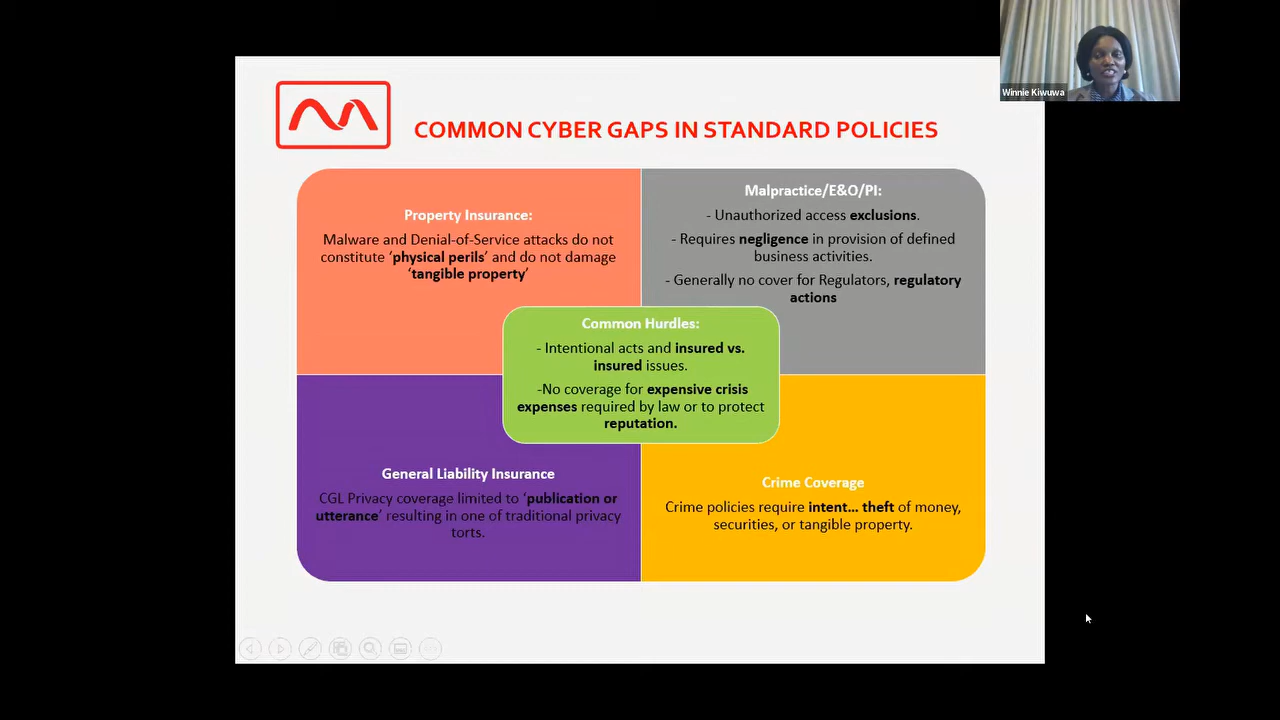 Winnie Kiwuwa
COMMON CYBER GAPS IN STANDARD POLICIES
Property Insurance:
Malware and Denial-of-Service attacks do not
constitute ‘physical perils’ and do not damage
‘tangible property’
Malpractice/E&O/PI:
- Unauthorized access exclusions.
- Requires negligence in provision of defined
business activities.
- Generally no cover for Regulators, regulatory
actions
Common Hurdles:
- Intentional acts and insured vs.
insured issues.
-No coverage for expensive crisis
expenses required by law or to protect
reputation.
General Liability Insurance
CGL Privacy coverage limited to ‘publication or
utterance’ resulting in one of traditional privacy
torts.
Crime Coverage
Crime policies require intent... theft of money,
securities, or tangible property.